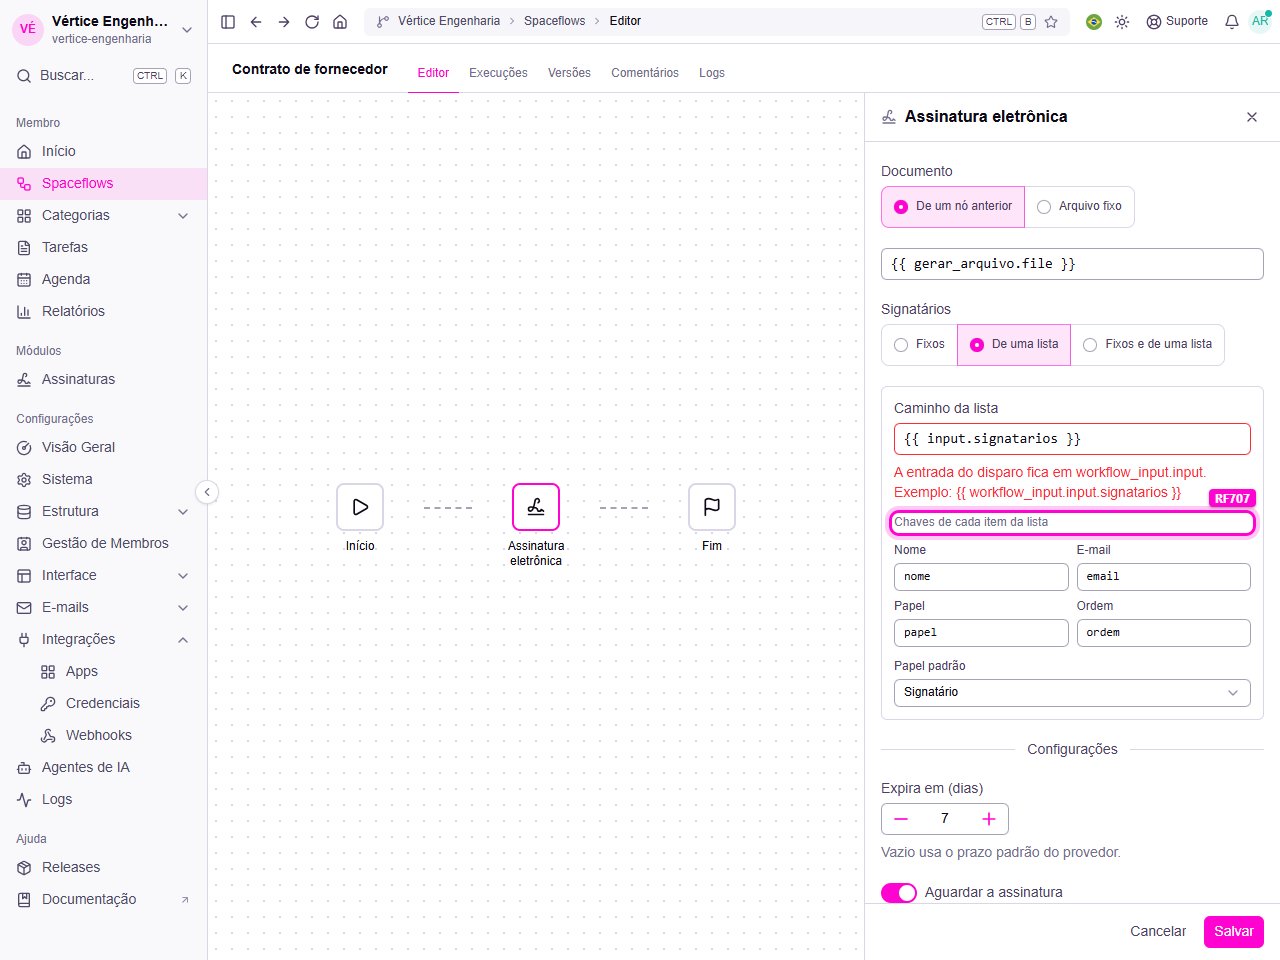 VÉ
Vértice Engenh...
vertice-engenharia
Buscar...
CTRL
K
Membro
Início
Spaceflows
Categorias
Tarefas
Agenda
Relatórios
Módulos
Assinaturas
Configurações
Visão Geral
Sistema
Estrutura
Gestão de Membros
Interface
E-mails
Integrações
Apps
Credenciais
Webhooks
Agentes de IA
Logs
Ajuda
Releases
Documentação
Vértice Engenharia
Spaceflows
Editor
CTRL
B
Suporte
AR
Contrato de fornecedor
Editor
Execuções
Versões
Comentários
Logs
Início
Assinatura
eletrônica
Fim
Assinatura eletrônica
Documento
De um nó anterior
Arquivo fixo
{{ gerar_arquivo.file }}
Signatários
Fixos
De uma lista
Fixos e de uma lista
Caminho da lista
{{ input.signatarios }}
A entrada do disparo fica em workflow_input.input.
Exemplo: {{ workflow_input.input.signatarios }}
RF707
Chaves de cada item da lista
Nome
E-mail
nome
email
Papel
Ordem
papel
ordem
Papel padrão
Signatário
Configurações
Expira em (dias)
7
Vazio usa o prazo padrão do provedor.
Aguardar a assinatura
Cancelar
Salvar